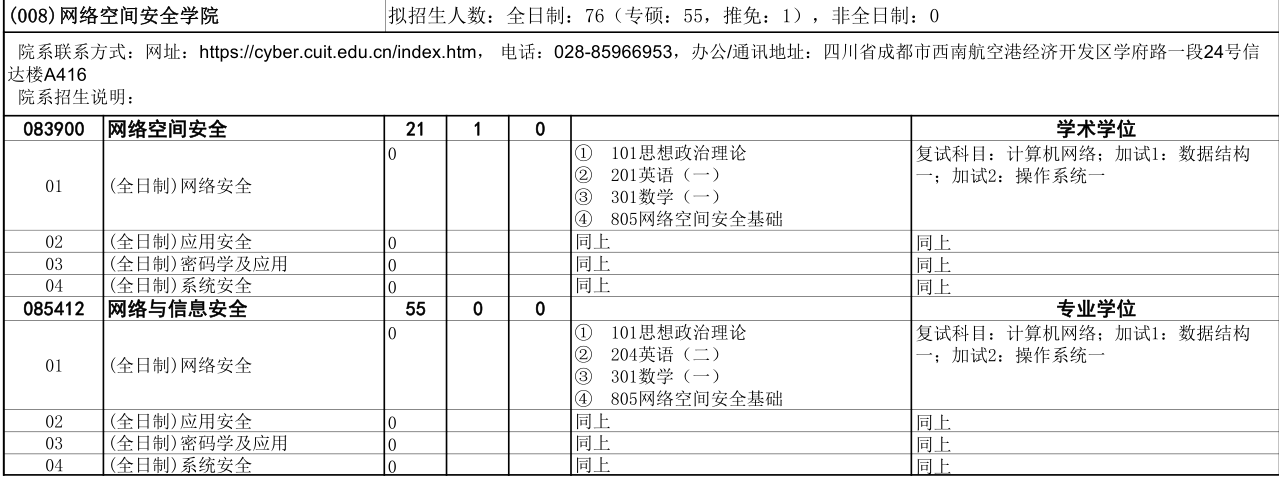 (008)网络空间安全学院 拟招生人数：全日制：76（专硕：55，推免：1），非全日制：0
院系联系方式：网址：https://cyber.cuit.edu.cn/index.htm， 电话：028-85966953，办公/通讯地址：四川省成都市西南航空港经济开发区学府路一段24号信
达楼A416
院系招生说明：
083900 网络空间安全 21 1 0 学术学位
01 (全日制)网络安全 0
① 101思想政治理论
② 201英语（一）
③ 301数学（一）
④ 805网络空间安全基础
复试科目：计算机网络；加试1：数据结构
一；加试2：操作系统一
02 (全日制)应用安全 0 同上 同上
03 (全日制)密码学及应用 0 同上 同上
04 (全日制)系统安全 0 同上 同上
085412 网络与信息安全 55 0 0 专业学位
01 (全日制)网络安全 0
① 101思想政治理论
② 204英语（二）
③ 301数学（一）
④ 805网络空间安全基础
复试科目：计算机网络；加试1：数据结构
一；加试2：操作系统一
02 (全日制)应用安全 0 同上 同上
03 (全日制)密码学及应用 0 同上 同上
04 (全日制)系统安全 0 同上 同上